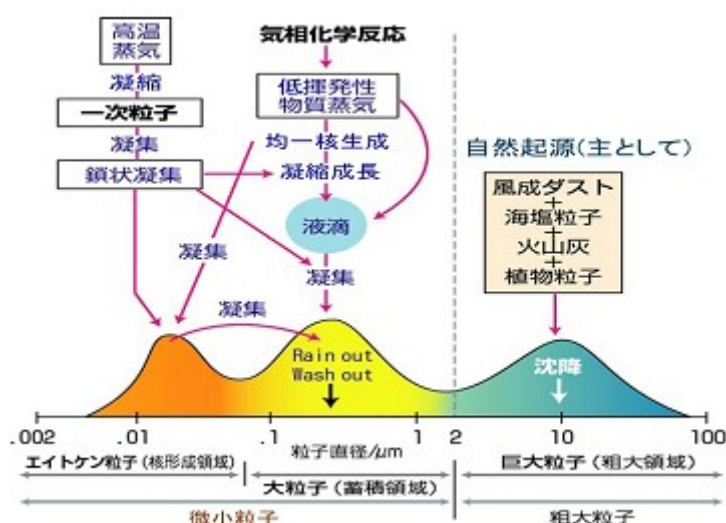 高温
蒸気
凝縮
一次粒子
凝集
鎖状凝集
気相化学反応
低揮発性
物質蒸気
均一核生成
凝縮成長
液滴
凝集
凝集
凝集
自然起源(主として)
風成ダスト
+
海塩粒子
+
火山灰
+
植物粒子
Rain out
Wash out
沈降
.002 .01 .1 粒子直径/μm 1 2 10 100
エイトケン粒子(核形成領域)
大粒子(蓄積領域)
巨大粒子(粗大領域)
微小粒子
粗大粒子